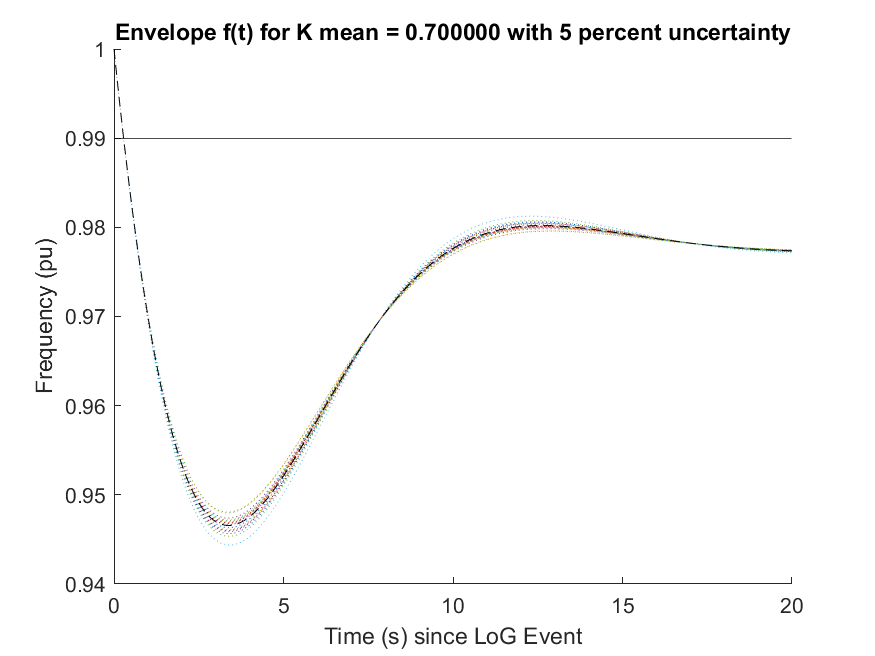 Envelope f(t) for K mean = 0.700000 with 5 percent uncertainty
1
0.99
0.98
0.97
0.96
0.95
0.94
Frequency (pu)
0 5 10 15 20
Time (s) since LoG Event